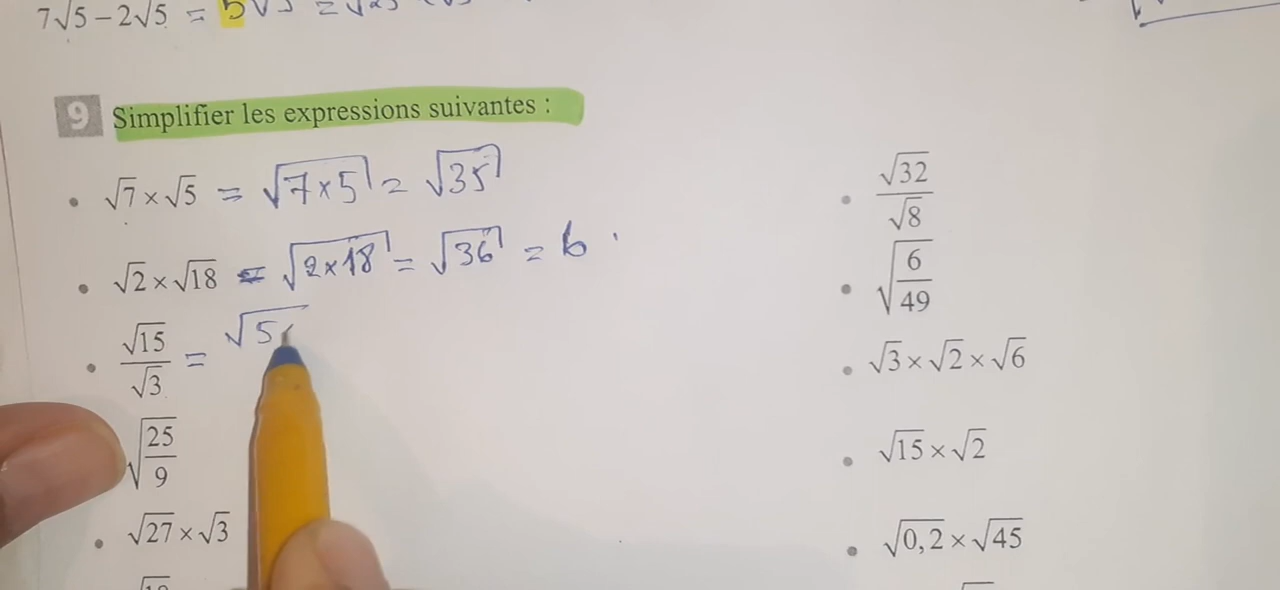 7√5 − 2√5 = 5√5 =
9 Simplifier les expressions suivantes :
• √7 × √5 = √(7×5) = √35
• √2 × √18 = √(2×18) = √36 = 6 .
• √15/√3 = √5
√(25/9)
• √27 × √3
• √32/√8
• √(6/49)
• √3 × √2 × √6
• √15 × √2
• √0,2 × √45